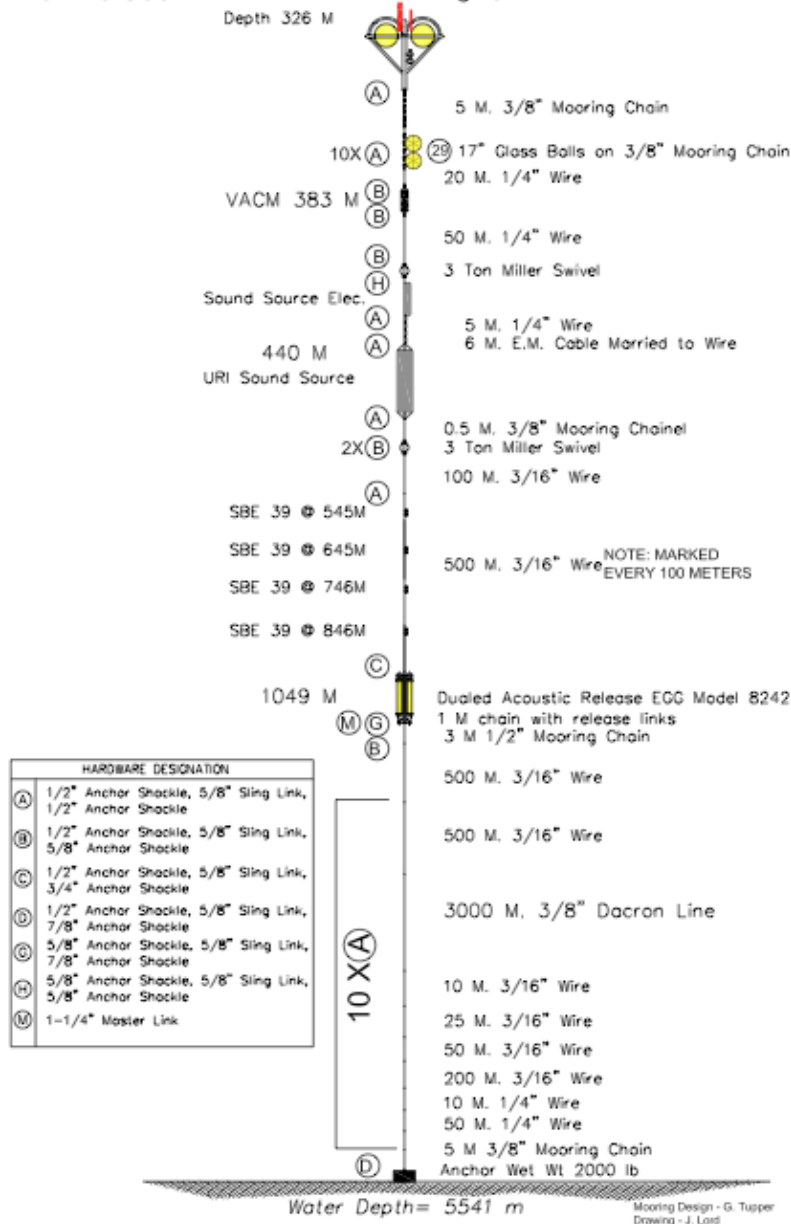 Depth 326 M
A
5 M. 3/8" Mooring Chain
10X A 29 17" Glass Balls on 3/8" Mooring Chain
20 M. 1/4" Wire
B
VACM 383 M
B
50 M. 1/4" Wire
B
3 Ton Miller Swivel
H
Sound Source Elec.
A
5 M. 1/4" Wire
6 M. E.M. Cable Married to Wire
A
440 M
URI Sound Source
A
0.5 M. 3/8" Mooring Chainel
2X B 3 Ton Miller Swivel
100 M. 3/16" Wire
A
SBE 39 @ 545M
SBE 39 @ 645M
500 M. 3/16" Wire NOTE: MARKED
EVERY 100 METERS
SBE 39 @ 746M
SBE 39 @ 846M
C
1049 M Dualed Acoustic Release EGG Model 8242
M G 1 M chain with release links
3 M 1/2" Mooring Chain
B
500 M. 3/16" Wire
500 M. 3/16" Wire
3000 M. 3/8" Dacron Line
10 X A
10 M. 3/16" Wire
25 M. 3/16" Wire
50 M. 3/16" Wire
200 M. 3/16" Wire
10 M. 1/4" Wire
50 M. 1/4" Wire
5 M 3/8" Mooring Chain
D Anchor Wet Wt 2000 lb
Water Depth= 5541 m
Mooring Design - G. Tupper
Drawing - J. Lord
HARDWARE DESIGNATION
A 1/2" Anchor Shackle, 5/8" Sling Link,
1/2" Anchor Shackle
B 1/2" Anchor Shackle, 5/8" Sling Link,
5/8" Anchor Shackle
C 1/2" Anchor Shackle, 5/8" Sling Link,
3/4" Anchor Shackle
D 1/2" Anchor Shackle, 5/8" Sling Link,
7/8" Anchor Shackle
G 5/8" Anchor Shackle, 5/8" Sling Link,
7/8" Anchor Shackle
H 5/8" Anchor Shackle, 5/8" Sling Link,
5/8" Anchor Shackle
M 1-1/4" Master Link